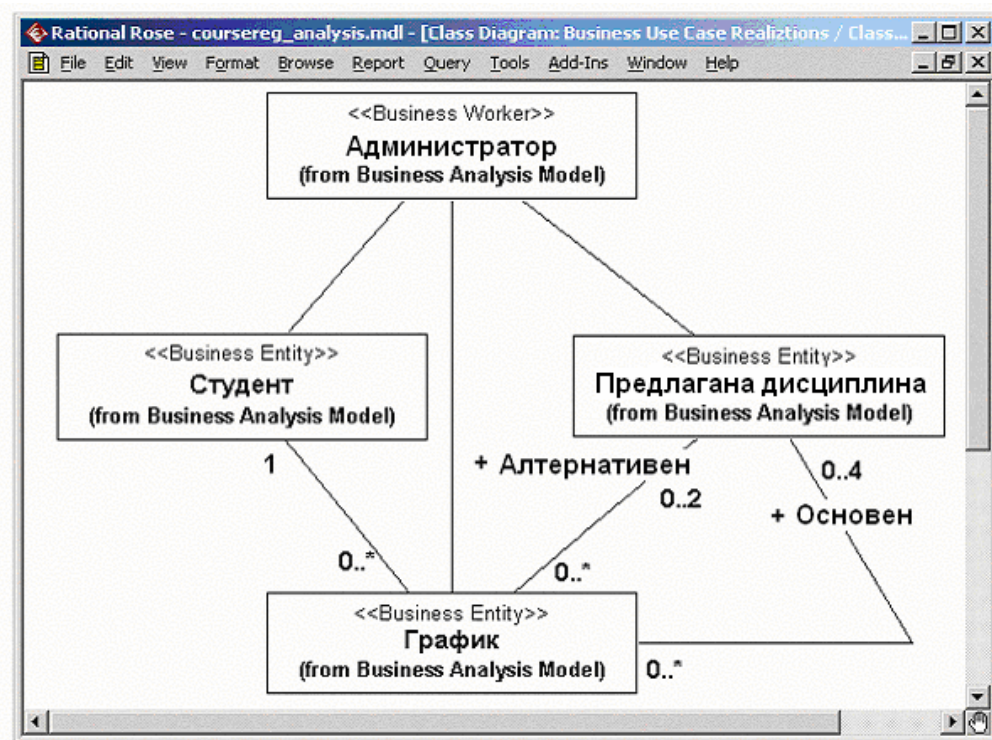 Rational Rose - coursereg_analysis.mdl - [Class Diagram: Business Use Case Realiztions / Class...
File Edit View Format Browse Report Query Tools Add-Ins Window Help
<<Business Worker>>
Администратор
(from Business Analysis Model)
<<Business Entity>>
Студент
(from Business Analysis Model)
<<Business Entity>>
Предлагана дисциплина
(from Business Analysis Model)
1
+ Алтернативен
0..4
0..2
+ Основен
0..*
0..*
<<Business Entity>>
График
(from Business Analysis Model)
0..*